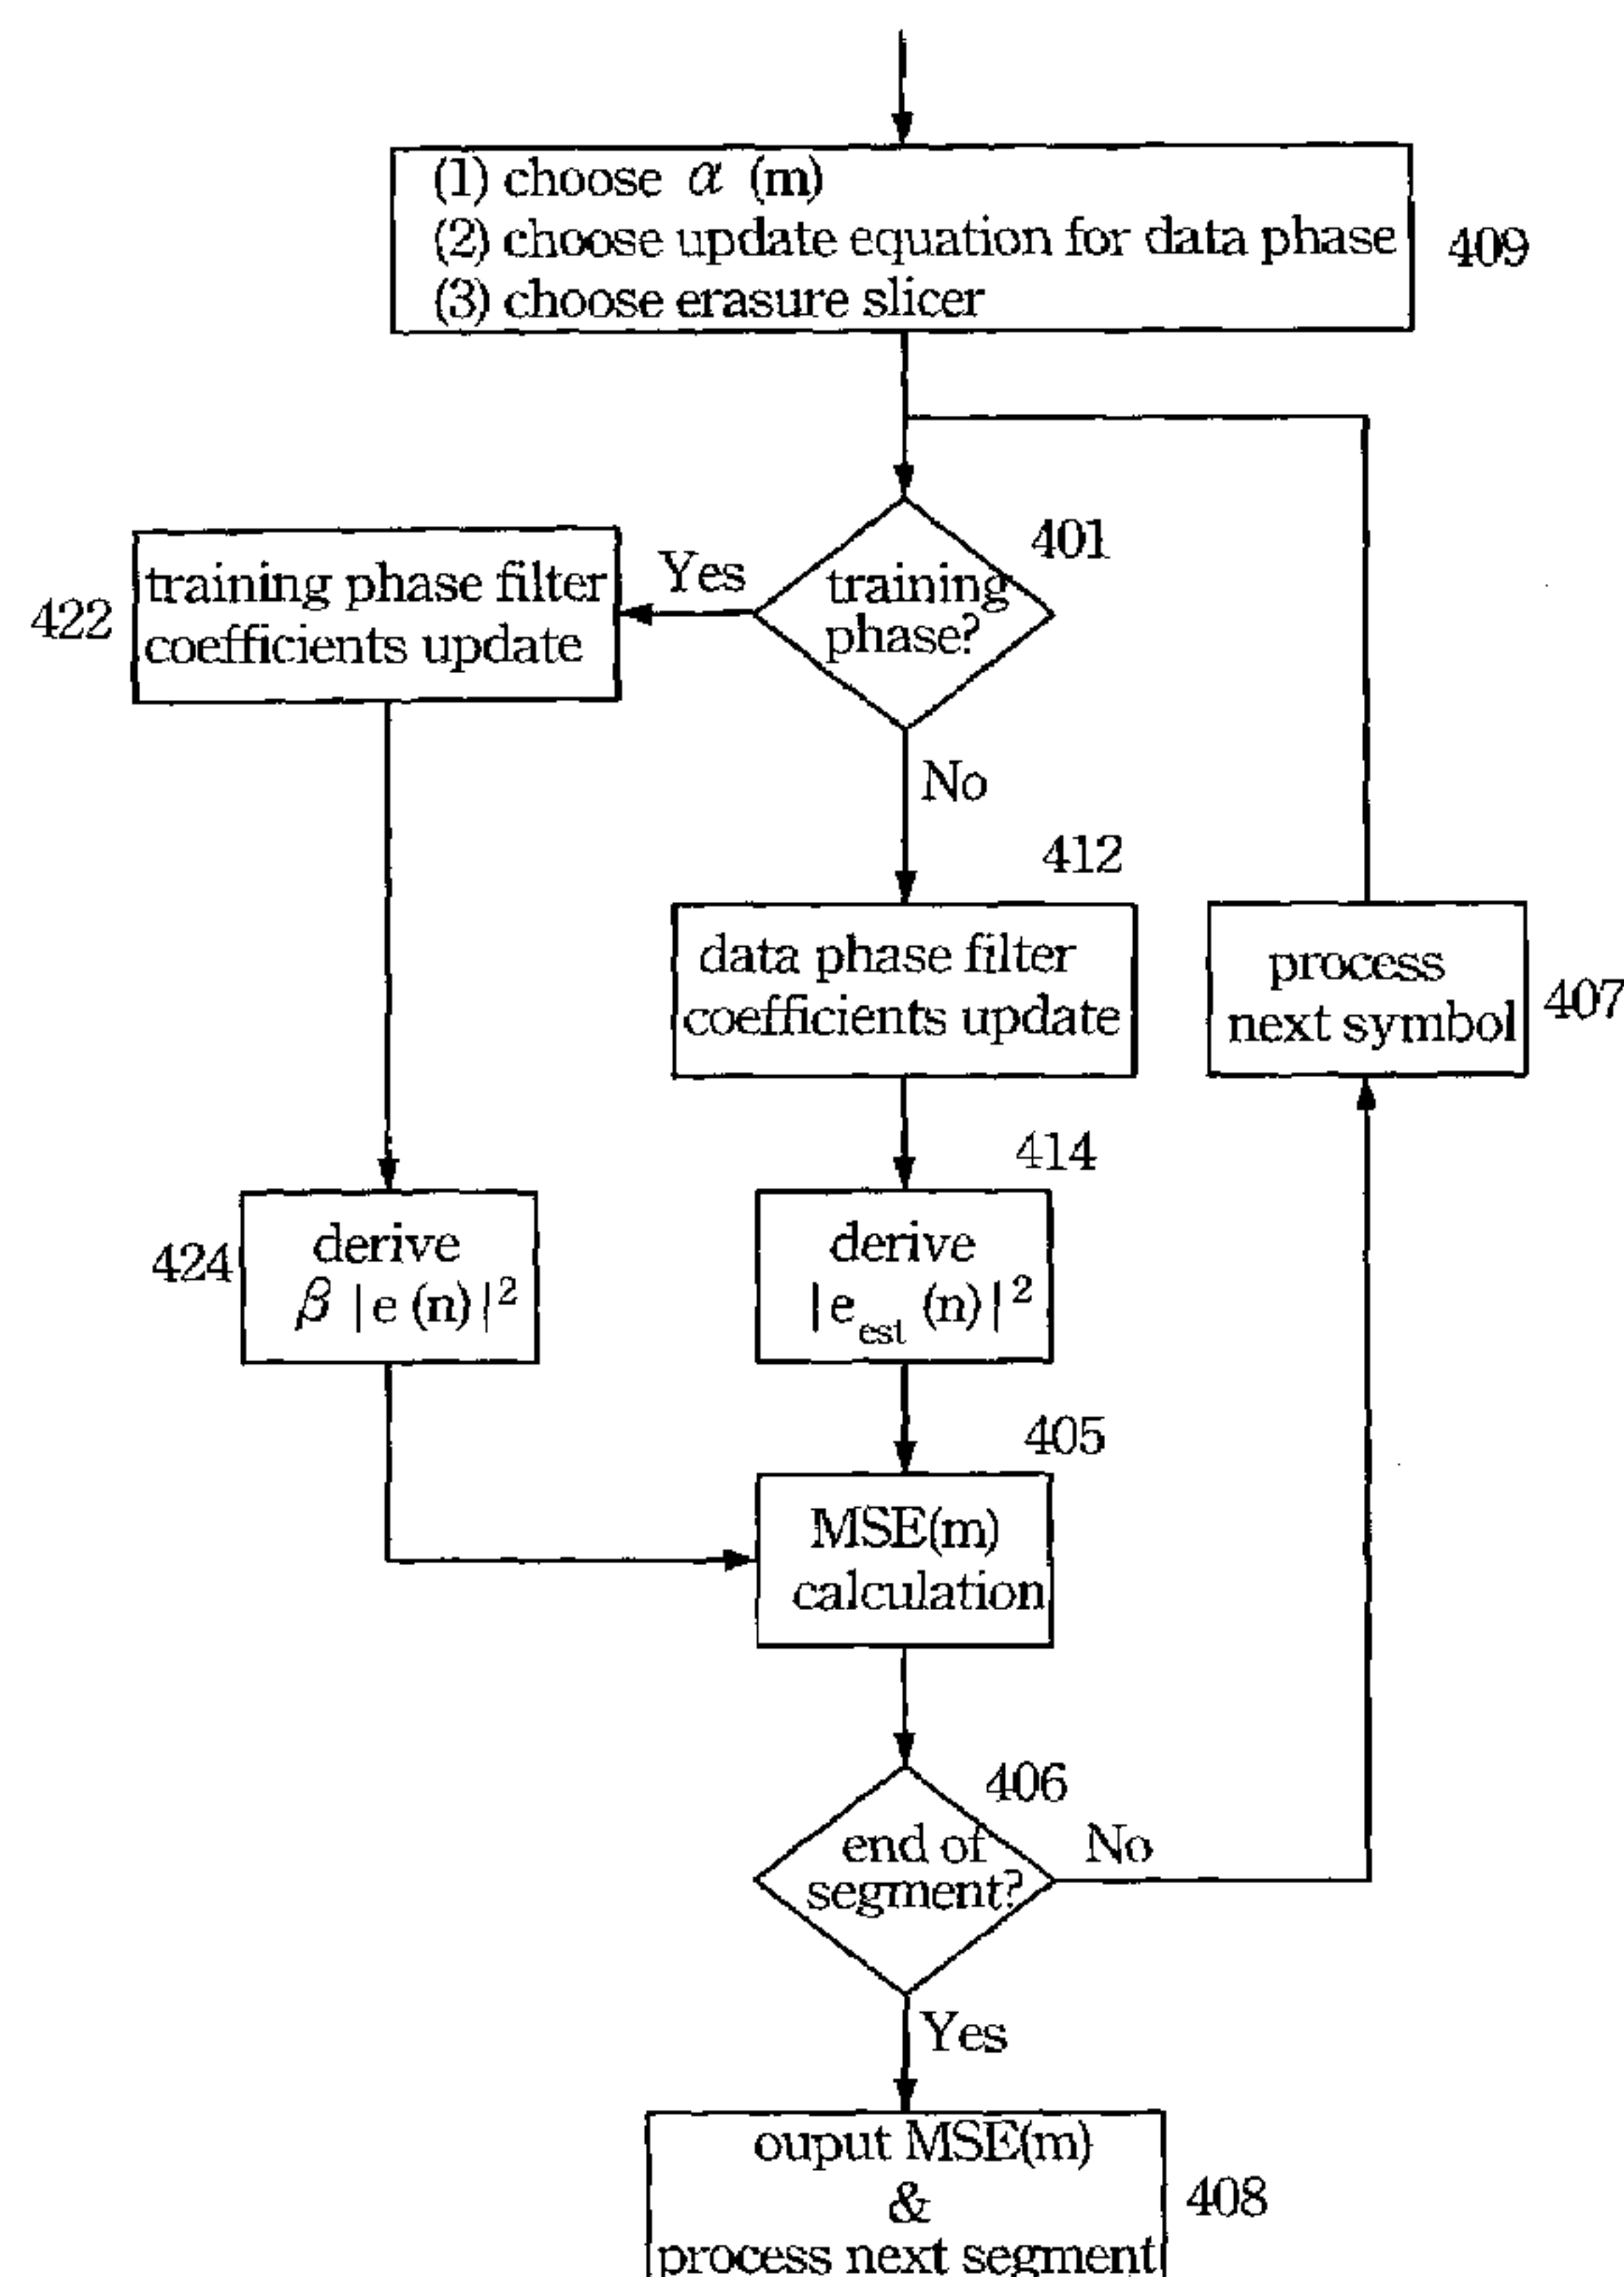 (1) choose α (m)
(2) choose update equation for data phase
(3) choose erasure slicer
409
401
training
phase?
Yes
training phase filter
coefficients update
422
No
412
data phase filter
coefficients update
process
next symbol
407
414
derive
β |e (n)|²
424
derive
|e_est (n)|²
405
MSE(m)
calculation
406
end of
segment?
No
Yes
ouput MSE(m)
&
process next segment
408